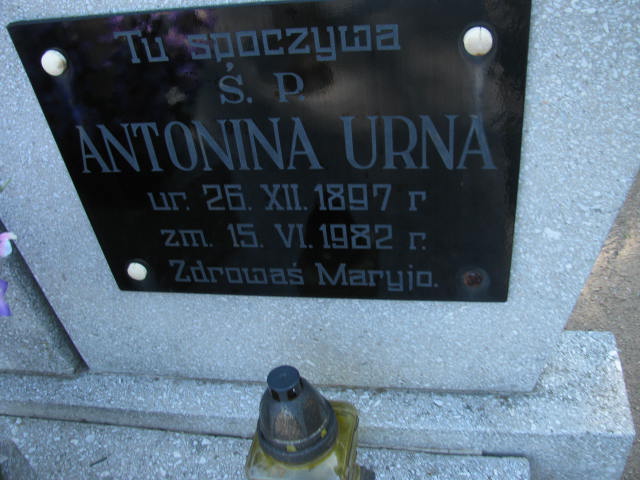 Tu spoczywa
Ś. P.
ANTONINA URNA
ur. 26. XII. 1897 r
zm. 15. VI. 1982 r.
Zdrowaś Maryjo.